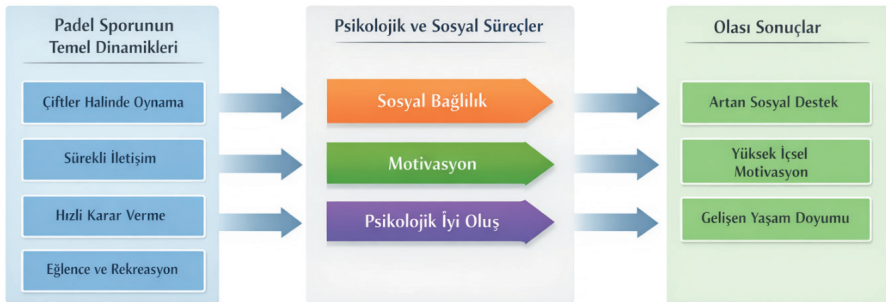 Padel Sporunun
Temel Dinamikleri
Çiftler Halinde Oynama
Sürekli İletişim
Hızli Karar Verme
Eğlence ve Rekreasyon
Psikolojik ve Sosyal Süreçler
Sosyal Bağlılık
Motivasyon
Psikolojik İyi Oluş
Olası Sonuçlar
Artan Sosyal Destek
Yüksek İçsel
Motivasyon
Gelişen Yaşam Doyumu